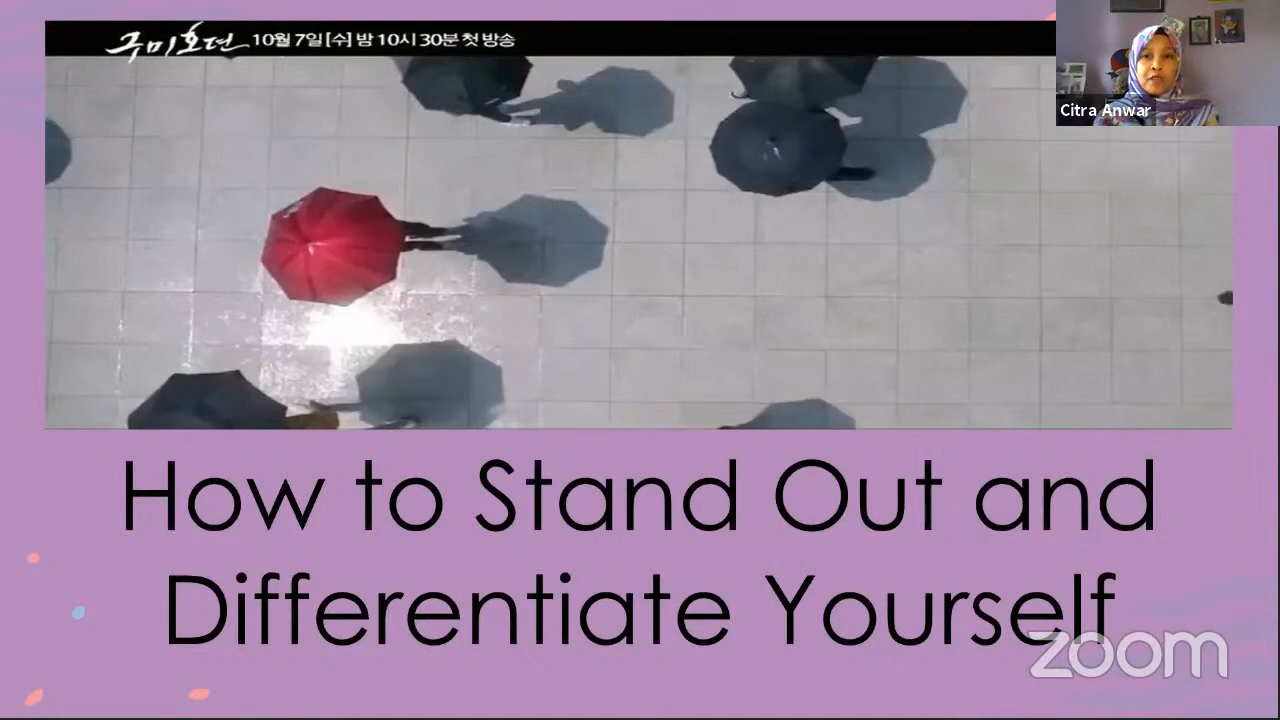 구미호뎐 10월 7일[수] 밤 10시 30분 첫 방송
Citra Anwar
How to Stand Out and
Differentiate Yourself
zoom